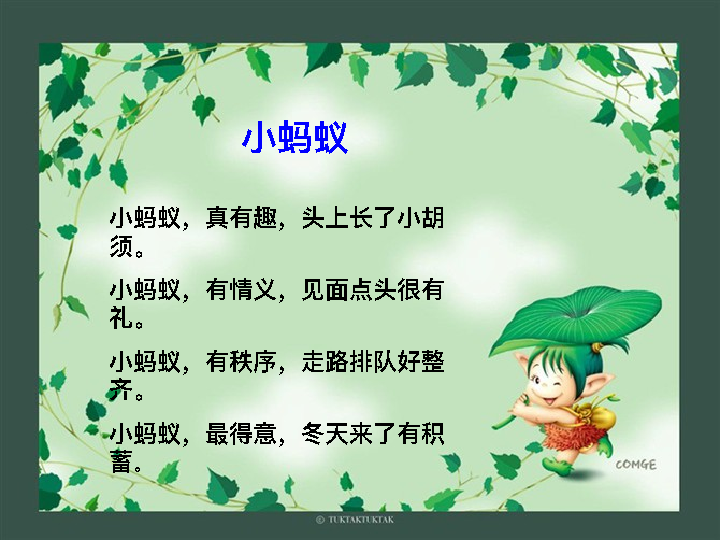 小蚂蚁
小蚂蚁，真有趣，头上长了小胡
须。
小蚂蚁，有情义，见面点头很有
礼。
小蚂蚁，有秩序，走路排队好整
齐。
小蚂蚁，最得意，冬天来了有积
蓄。
COMGE
© TUKTAKTUKTAK